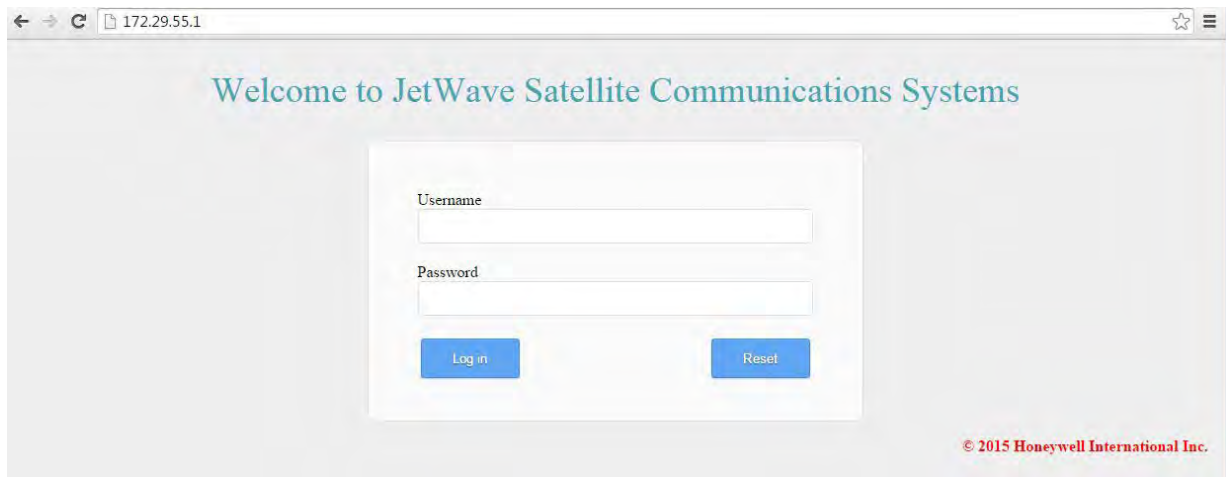 172.29.55.1
Welcome to JetWave Satellite Communications Systems
Username
Password
Log in
Reset
© 2015 Honeywell International Inc.